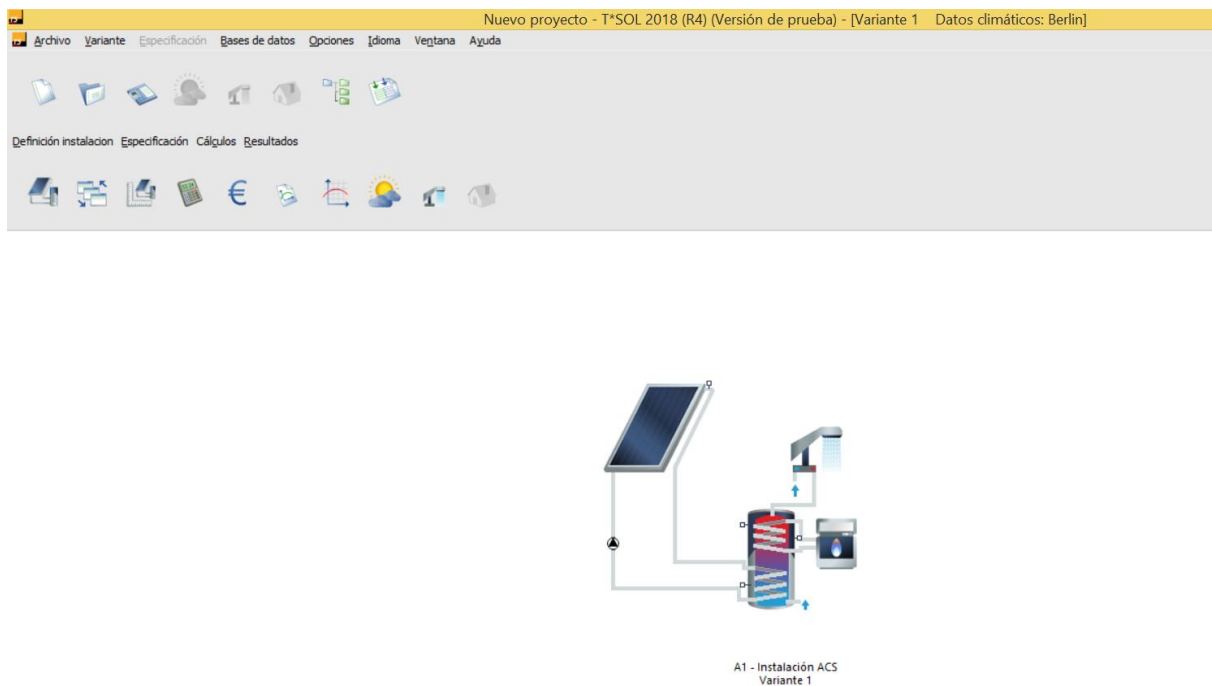 Nuevo proyecto - T*SOL 2018 (R4) (Versión de prueba) - [Variante 1 Datos climáticos: Berlin]
Archivo Variante Especificación Bases de datos Opciones Idioma Ventana Ayuda
Definición instalacion Especificación Cálculos Resultados
A1 - Instalación ACS
Variante 1